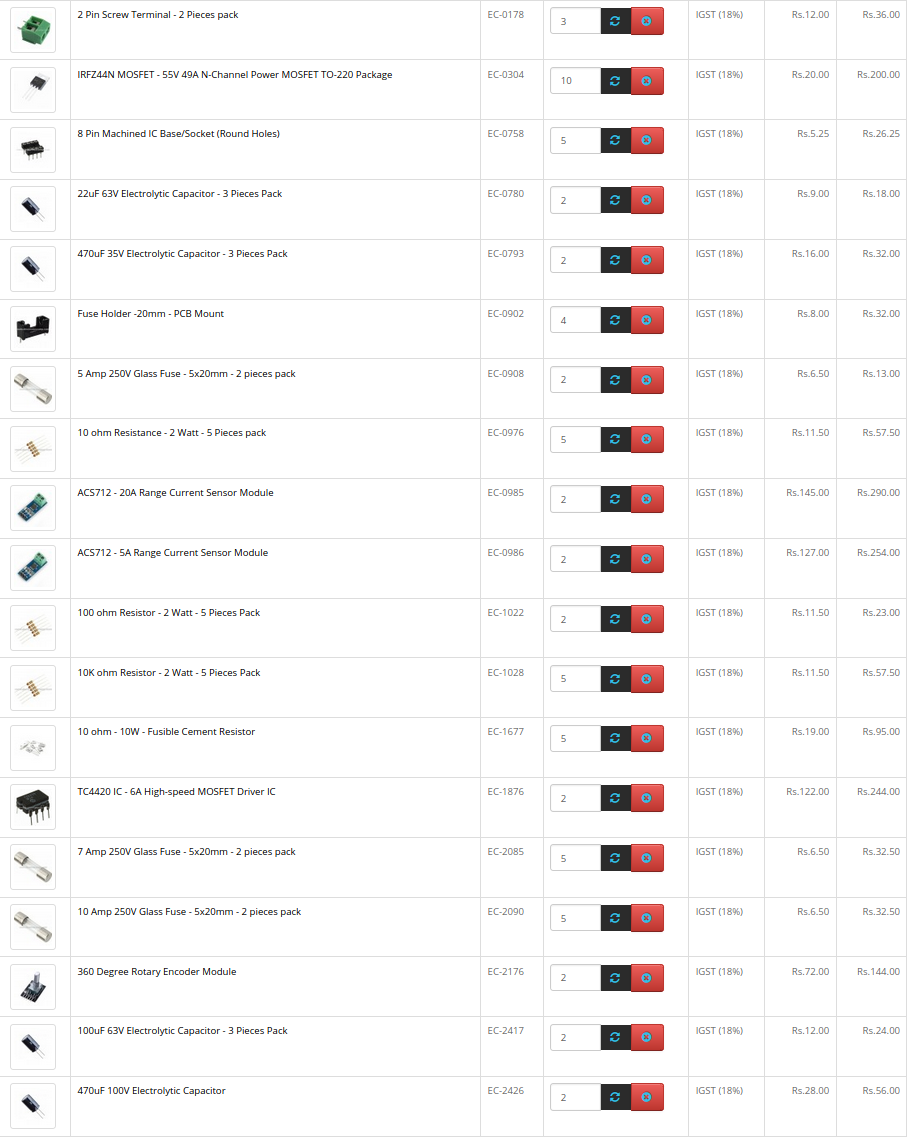 2 Pin Screw Terminal - 2 Pieces pack EC-0178 3 IGST (18%) Rs.12.00 Rs.36.00
IRFZ44N MOSFET - 55V 49A N-Channel Power MOSFET TO-220 Package EC-0304 10 IGST (18%) Rs.20.00 Rs.200.00
8 Pin Machined IC Base/Socket (Round Holes) EC-0758 5 IGST (18%) Rs.5.25 Rs.26.25
22uF 63V Electrolytic Capacitor - 3 Pieces Pack EC-0780 2 IGST (18%) Rs.9.00 Rs.18.00
470uF 35V Electrolytic Capacitor - 3 Pieces Pack EC-0793 2 IGST (18%) Rs.16.00 Rs.32.00
Fuse Holder -20mm - PCB Mount EC-0902 4 IGST (18%) Rs.8.00 Rs.32.00
5 Amp 250V Glass Fuse - 5x20mm - 2 pieces pack EC-0908 2 IGST (18%) Rs.6.50 Rs.13.00
10 ohm Resistance - 2 Watt - 5 Pieces pack EC-0976 5 IGST (18%) Rs.11.50 Rs.57.50
ACS712 - 20A Range Current Sensor Module EC-0985 2 IGST (18%) Rs.145.00 Rs.290.00
ACS712 - 5A Range Current Sensor Module EC-0986 2 IGST (18%) Rs.127.00 Rs.254.00
100 ohm Resistor - 2 Watt - 5 Pieces Pack EC-1022 2 IGST (18%) Rs.11.50 Rs.23.00
10K ohm Resistor - 2 Watt - 5 Pieces Pack EC-1028 5 IGST (18%) Rs.11.50 Rs.57.50
10 ohm - 10W - Fusible Cement Resistor EC-1677 5 IGST (18%) Rs.19.00 Rs.95.00
TC4420 IC - 6A High-speed MOSFET Driver IC EC-1876 2 IGST (18%) Rs.122.00 Rs.244.00
7 Amp 250V Glass Fuse - 5x20mm - 2 pieces pack EC-2085 5 IGST (18%) Rs.6.50 Rs.32.50
10 Amp 250V Glass Fuse - 5x20mm - 2 pieces pack EC-2090 5 IGST (18%) Rs.6.50 Rs.32.50
360 Degree Rotary Encoder Module EC-2176 2 IGST (18%) Rs.72.00 Rs.144.00
100uF 63V Electrolytic Capacitor - 3 Pieces Pack EC-2417 2 IGST (18%) Rs.12.00 Rs.24.00
470uF 100V Electrolytic Capacitor EC-2426 2 IGST (18%) Rs.28.00 Rs.56.00